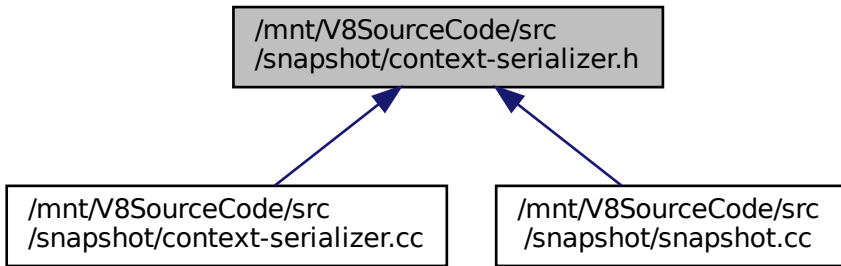 /mnt/V8SourceCode/src
/snapshot/context-serializer.h
/mnt/V8SourceCode/src
/snapshot/context-serializer.cc
/mnt/V8SourceCode/src
/snapshot/snapshot.cc